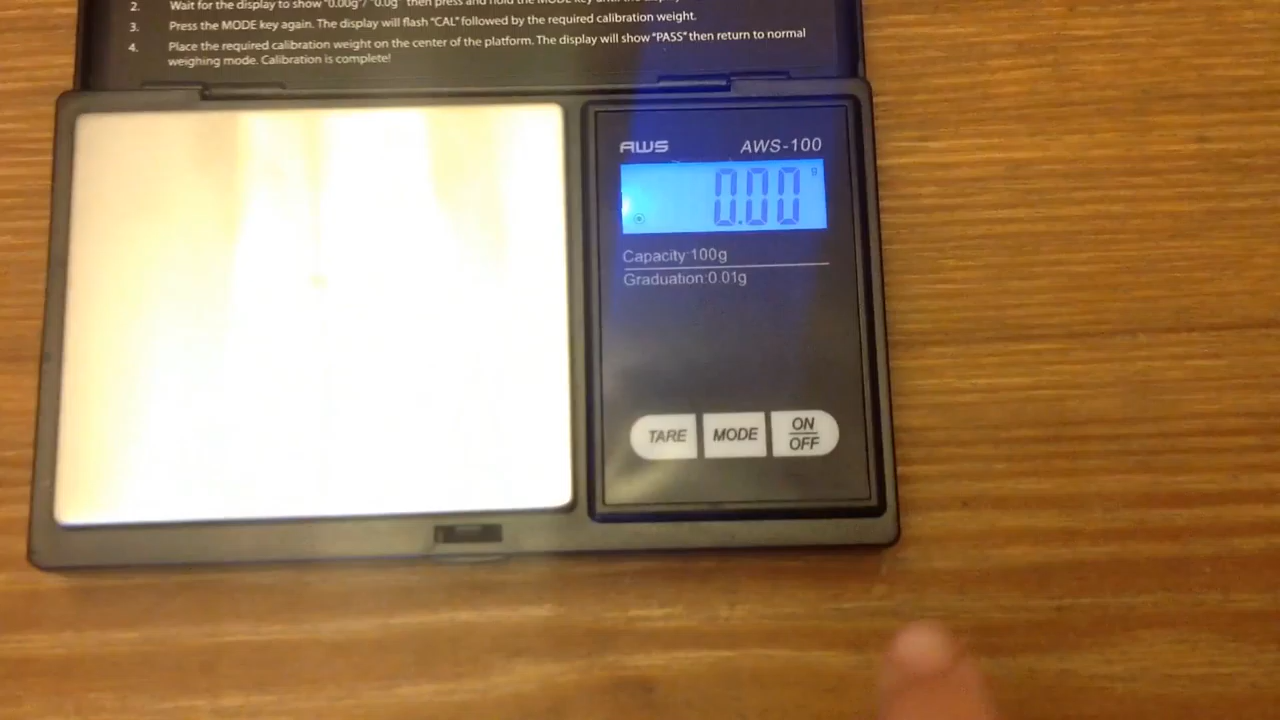 2. Wait for the display to show "0.00g"/ "0.0g" then press and hold the MODE key until the display
3. Press the MODE key again. The display will flash "CAL" followed by the required calibration weight.
4. Place the required calibration weight on the center of the platform. The display will show "PASS" then return to normal
weighing mode. Calibration is complete!
AWS AWS-100
0.00 g
Capacity:100g
Graduation:0.01g
TARE MODE ON
OFF